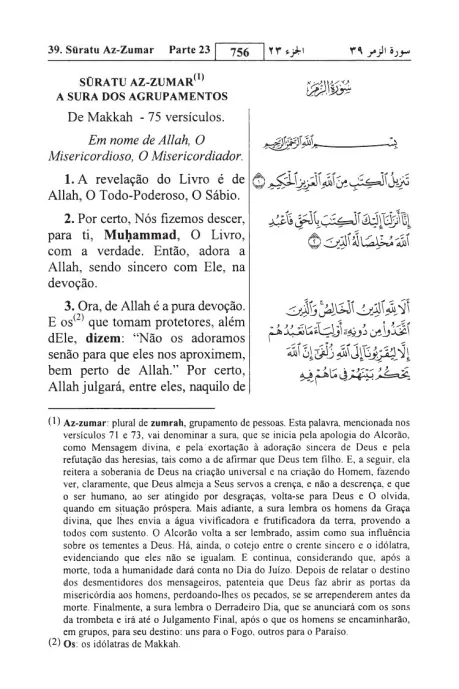 39. Sūratu Az-Zumar Parte 23 756 الجزء ٢٣ سورة الزمر ٣٩
SŪRATU AZ-ZUMAR(1)
A SURA DOS AGRUPAMENTOS
De Makkah - 75 versículos.
Em nome de Allah, O
Misericordioso, O Misericordiador.
1. A revelação do Livro é de
Allah, O Todo-Poderoso, O Sábio.
2. Por certo, Nós fizemos descer,
para ti, Muḥammad, O Livro,
com a verdade. Então, adora a
Allah, sendo sincero com Ele, na
devoção.
3. Ora, de Allah é a pura devoção.
E os(2) que tomam protetores, além
dEle, dizem: “Não os adoramos
senão para que eles nos aproximem,
bem perto de Allah.” Por certo,
Allah julgará, entre eles, naquilo de
سُورَةُ الزُّمَرِ
بِسْمِ اللَّهِ الرَّحْمَٰنِ الرَّحِيمِ
تَنزِيلُ الْكِتَٰبِ مِنَ اللَّهِ الْعَزِيزِ الْحَكِيمِ ١
إِنَّا أَنزَلْنَا إِلَيْكَ الْكِتَٰبَ بِالْحَقِّ فَاعْبُدِ
اللَّهَ مُخْلِصًا لَّهُ الدِّينَ ٢
أَلَا لِلَّهِ الدِّينُ الْخَالِصُ وَالَّذِينَ
اتَّخَذُوا مِن دُونِهِ أَوْلِيَاءَ مَا نَعْبُدُهُمْ
إِلَّا لِيُقَرِّبُونَا إِلَى اللَّهِ زُلْفَىٰ إِنَّ اللَّهَ
يَحْكُمُ بَيْنَهُمْ فِي مَا هُمْ فِيهِ
(1) Az-zumar: plural de zumrah, grupamento de pessoas. Esta palavra, mencionada nos
versículos 71 e 73, vai denominar a sura, que se inicia pela apologia do Alcorão,
como Mensagem divina, e pela exortação à adoração sincera de Deus e pela
refutação das heresias, tais como a de afirmar que Deus tem filho. E, a seguir, ela
reitera a soberania de Deus na criação universal e na criação do Homem, fazendo
ver, claramente, que Deus almeja a Seus servos a crença, e não a descrença, e que
o ser humano, ao ser atingido por desgraças, volta-se para Deus e O olvida,
quando em situação próspera. Mais adiante, a sura lembra os homens da Graça
divina, que lhes envia a água vivificadora e frutificadora da terra, provendo a
todos com sustento. O Alcorão volta a ser lembrado, assim como sua influência
sobre os tementes a Deus. Há, ainda, o cotejo entre o crente sincero e o idólatra,
evidenciando que eles não se igualam. E continua, considerando que, após a
morte, toda a humanidade dará conta no Dia do Juízo. Depois de relatar o destino
dos desmentidores dos mensageiros, patenteia que Deus faz abrir as portas da
misericórdia aos homens, perdoando-lhes os pecados, se se arrependerem antes da
morte. Finalmente, a sura lembra o Derradeiro Dia, que se anunciará com os sons
da trombeta e irá até o Julgamento Final, após o que os homens se encaminharão,
em grupos, para seu destino: uns para o Fogo, outros para o Paraíso.
(2) Os: os idólatras de Makkah.